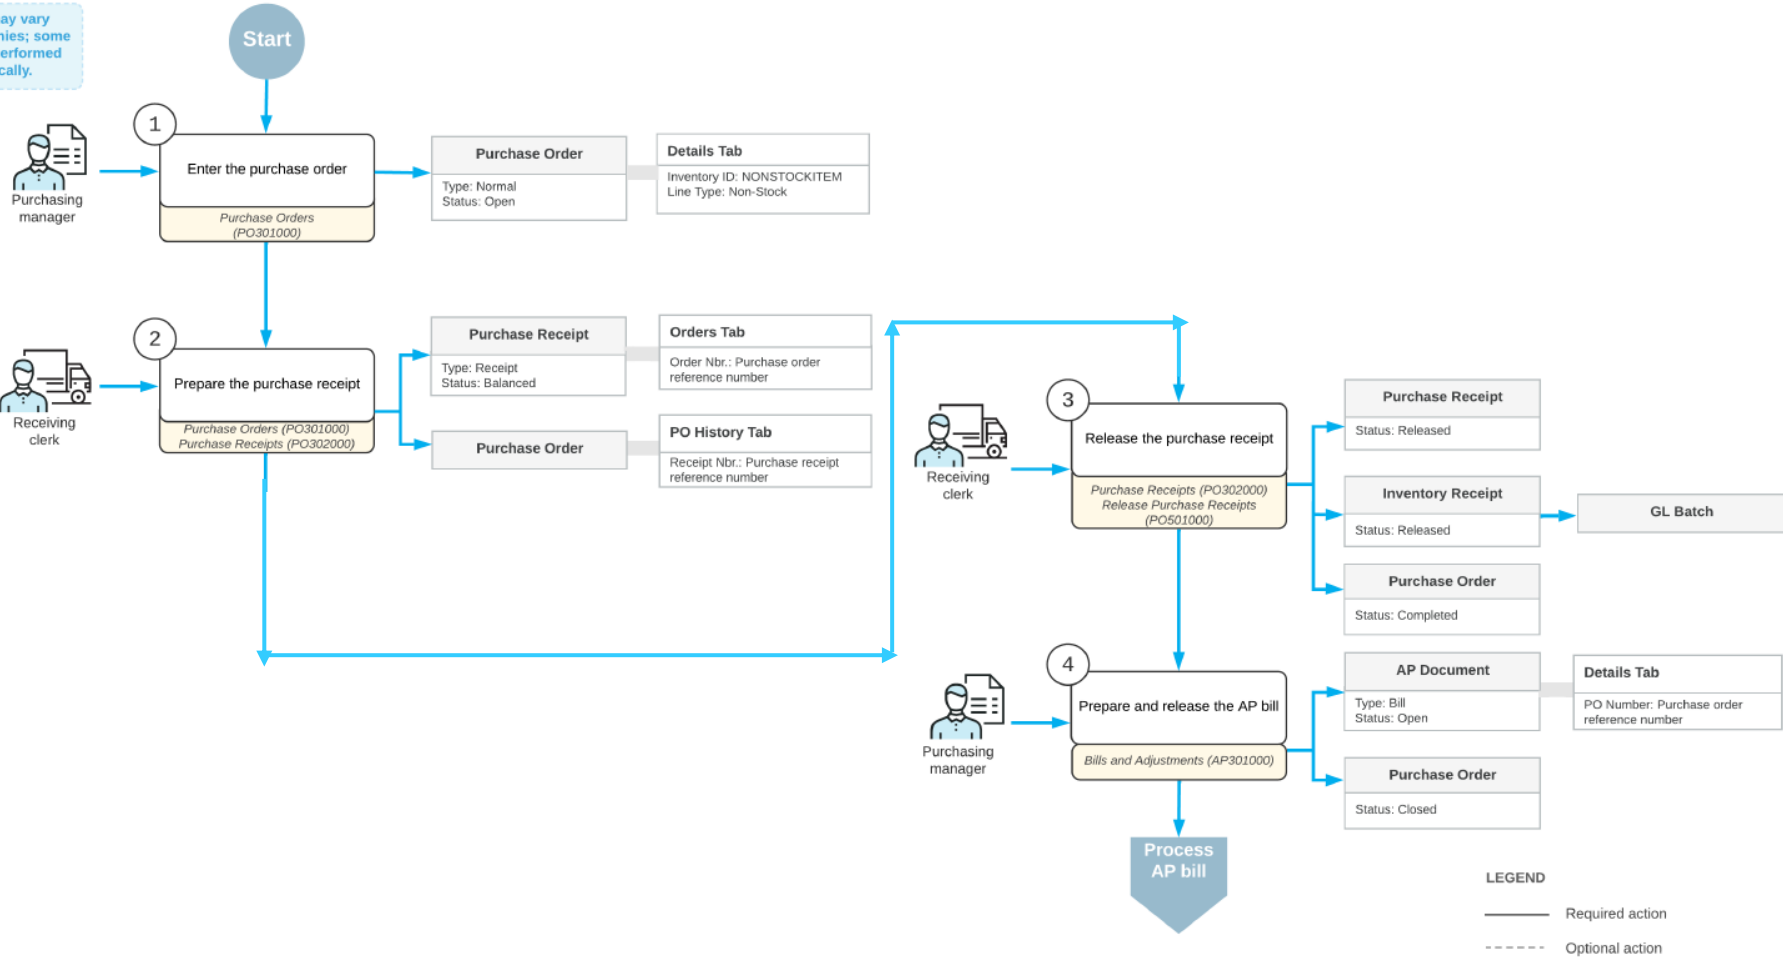 ay vary
nies; some
erformed
cally.
Start
1
Enter the purchase order
Purchase Orders
(PO301000)
Purchasing
manager
Purchase Order
Type: Normal
Status: Open
Details Tab
Inventory ID: NONSTOCKITEM
Line Type: Non-Stock
2
Prepare the purchase receipt
Purchase Orders (PO301000)
Purchase Receipts (PO302000)
Receiving
clerk
Purchase Receipt
Type: Receipt
Status: Balanced
Orders Tab
Order Nbr.: Purchase order
reference number
Purchase Order
PO History Tab
Receipt Nbr.: Purchase receipt
reference number
3
Release the purchase receipt
Purchase Receipts (PO302000)
Release Purchase Receipts
(PO501000)
Receiving
clerk
Purchase Receipt
Status: Released
Inventory Receipt
Status: Released
GL Batch
Purchase Order
Status: Completed
4
Prepare and release the AP bill
Bills and Adjustments (AP301000)
Purchasing
manager
AP Document
Type: Bill
Status: Open
Details Tab
PO Number: Purchase order
reference number
Purchase Order
Status: Closed
Process
AP bill
LEGEND
Required action
Optional action